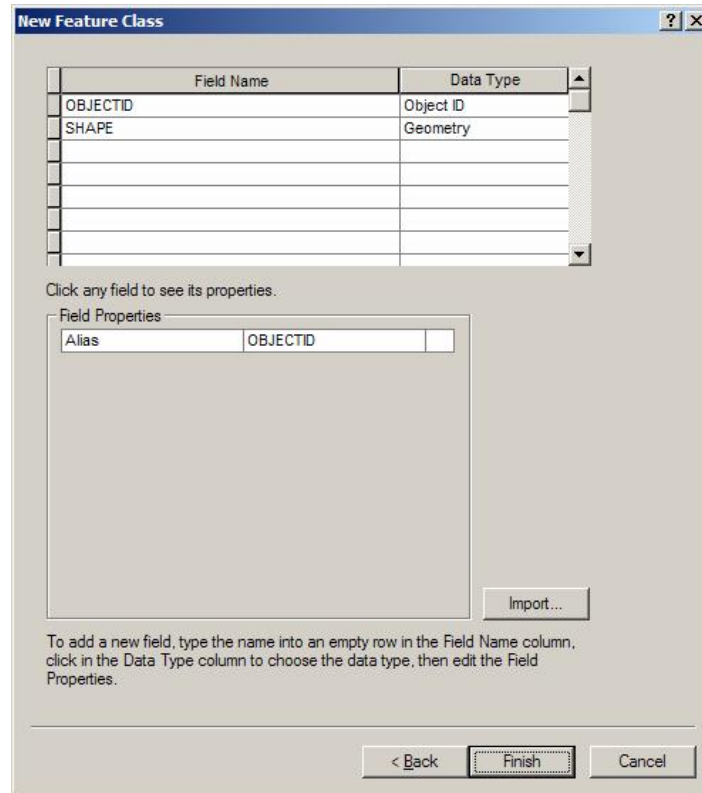 New Feature Class
Field Name Data Type
OBJECTID Object ID
SHAPE Geometry
Click any field to see its properties.
Field Properties
Alias OBJECTID
Import...
To add a new field, type the name into an empty row in the Field Name column,
click in the Data Type column to choose the data type, then edit the Field
Properties.
< Back Finish Cancel